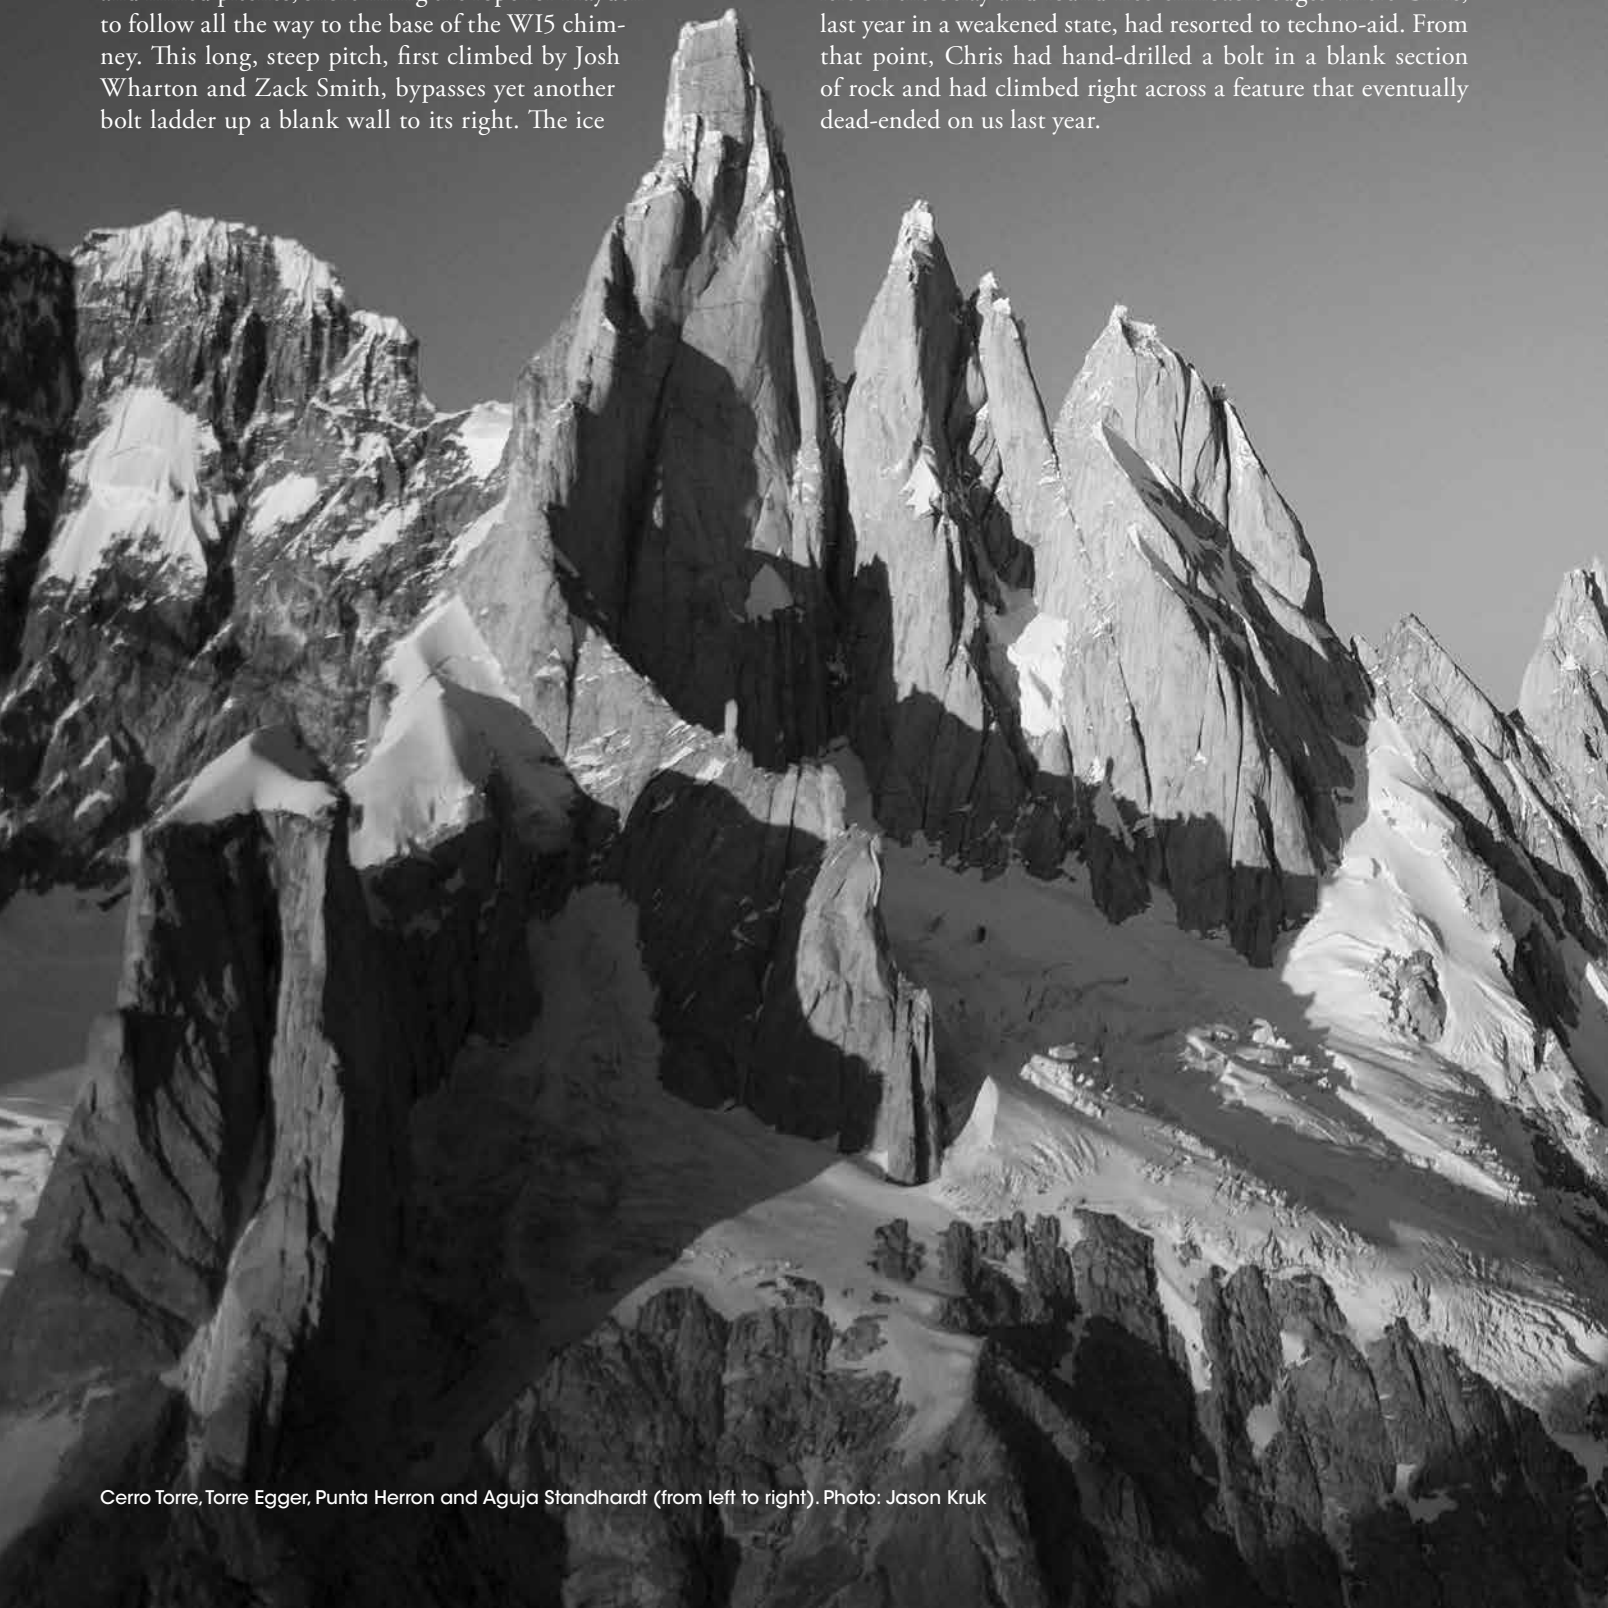 to follow all the way to the base of the WI5 chim-
ney. This long, steep pitch, first climbed by Josh
Wharton and Zack Smith, bypasses yet another
bolt ladder up a blank wall to its right. The ice
last year in a weakened state, had resorted to techno-aid. From
that point, Chris had hand-drilled a bolt in a blank section
of rock and had climbed right across a feature that eventually
dead-ended on us last year.
Cerro Torre, Torre Egger, Punta Herron and Aguja Standhardt (from left to right). Photo: Jason Kruk